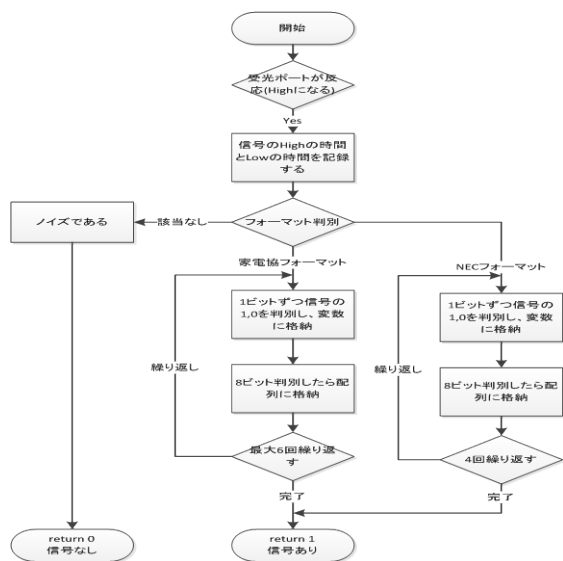 開始
受光ポートが反
応(Highになる)
Yes
信号のHighの時間
とLowの時間を記録
する
ノイズである
該当なし
フォーマット判別
家電協フォーマット
NECフォーマット
1ビットずつ信号の
1,0を判別し、変数
に格納
1ビットずつ信号の
1,0を判別し、変数
に格納
繰り返し
繰り返し
8ビット判別したら配
列に格納
8ビット判別したら配
列に格納
最大6回繰り返
す
4回繰り返す
完了
完了
return 0
信号なし
return 1
信号あり